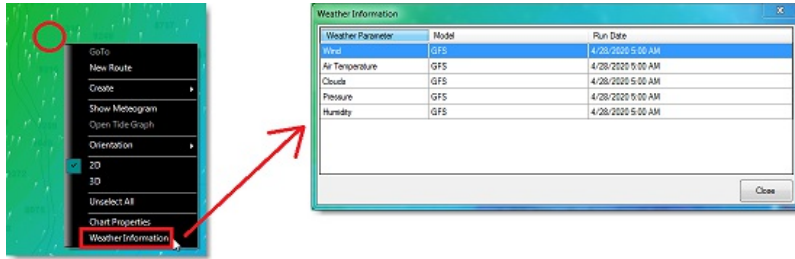 GoTo
New Route
Create
Show Meteogram
Open Tide Graph
Orientation
2D
3D
Unselect All
Chart Properties
Weather Information
Weather Information
Weather Parameter Model Run Date
Wind GFS 4/28/2020 5:00 AM
Air Temperature GFS 4/28/2020 5:00 AM
Clouds GFS 4/28/2020 5:00 AM
Pressure GFS 4/28/2020 5:00 AM
Humidity GFS 4/28/2020 5:00 AM
Close